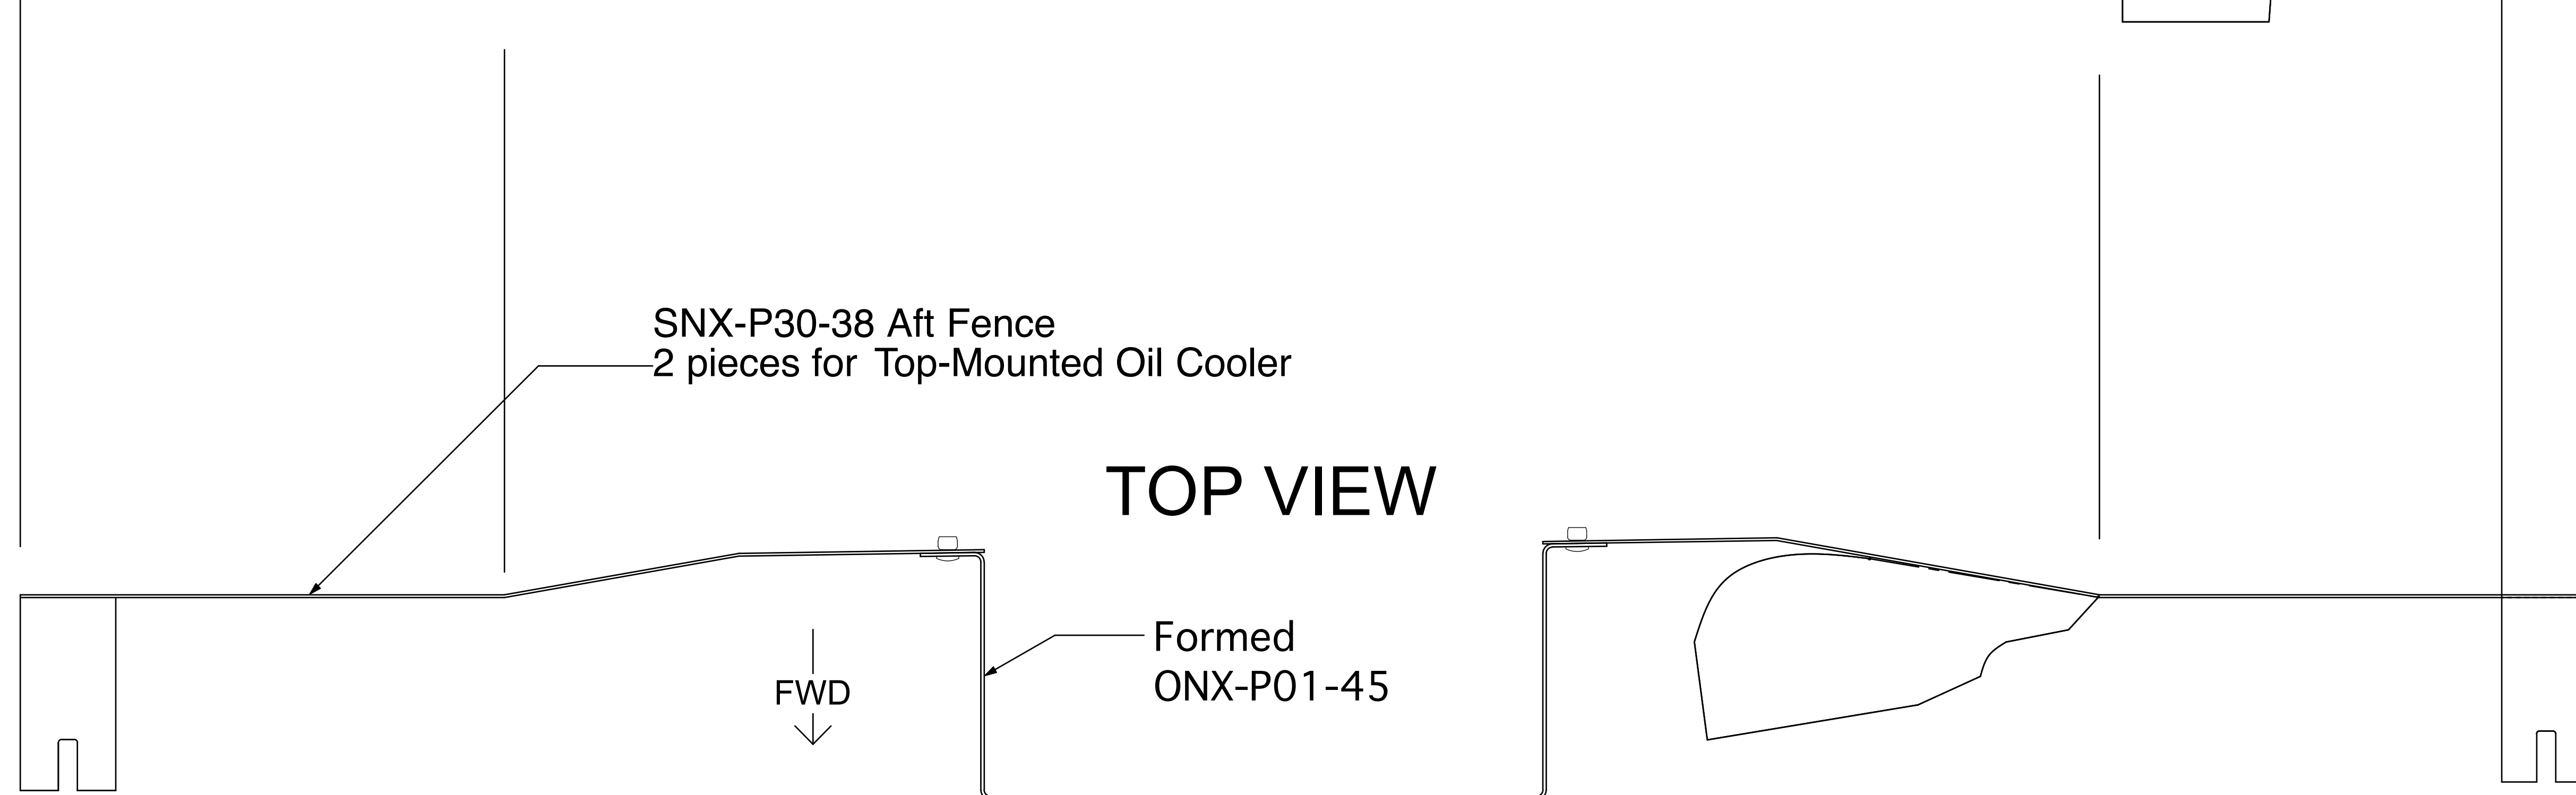 SNX-P30-38 Aft Fence
2 pieces for Top-Mounted Oil Cooler
TOP VIEW
Formed
ONX-P01-45
FWD